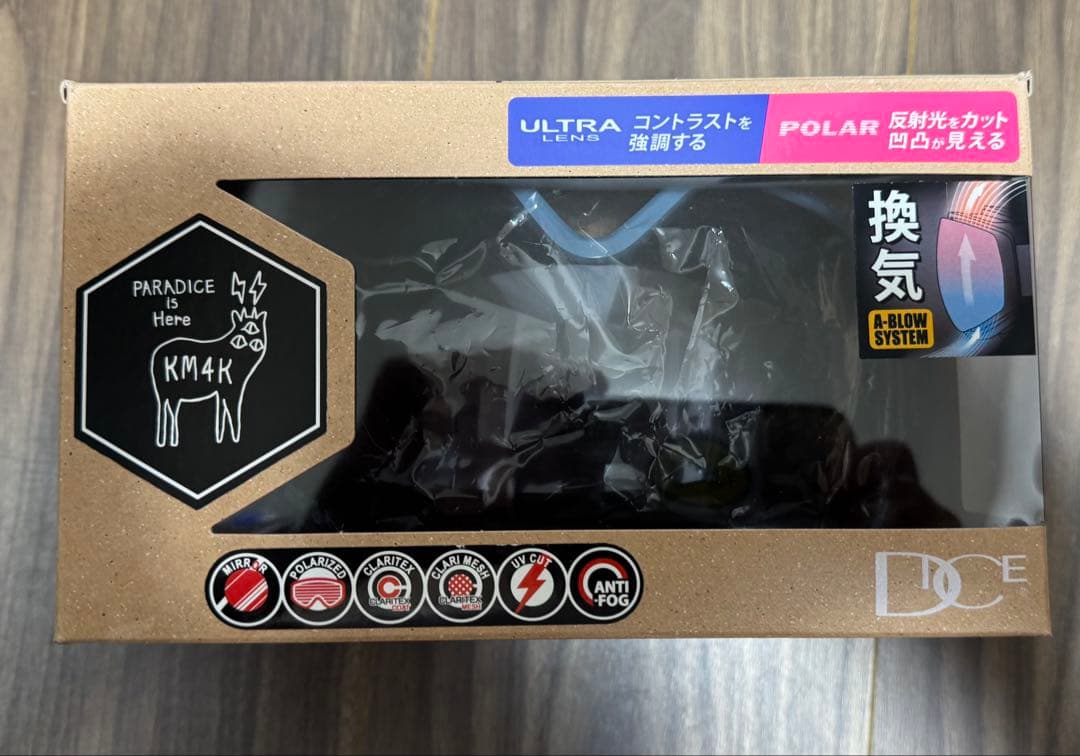 ULTRA
LENS
コントラストを
強調する
POLAR
反射光をカット
凹凸が見える
換
気
A-BLOW
SYSTEM
PARADICE
is
Here
KM4K
MIRROR
POLARIZED
CLARITEX
CLARITEX
COAT
CLARI MESH
CLARITEX
MESH
UV CUT
ANTI
-FOG
DICE